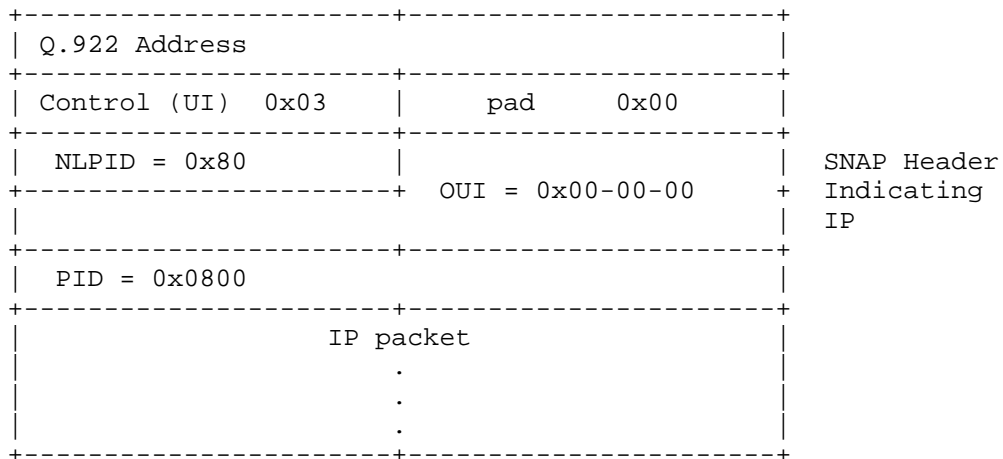 +-----------------------+-----------------------+
| Q.922 Address                                 |
+-----------------------+-----------------------+
| Control (UI)  0x03    |     pad     0x00      |
+-----------------------+-----------------------+
|  NLPID = 0x80         |                       |  SNAP Header
+-----------------------+  OUI = 0x00-00-00     +  Indicating
|                                               |  IP
+-----------------------+-----------------------+
|  PID = 0x0800                                 |
+-----------------------+-----------------------+
|                   IP packet                   |
|                       .                       |
|                       .                       |
|                       .                       |
+-----------------------+-----------------------+